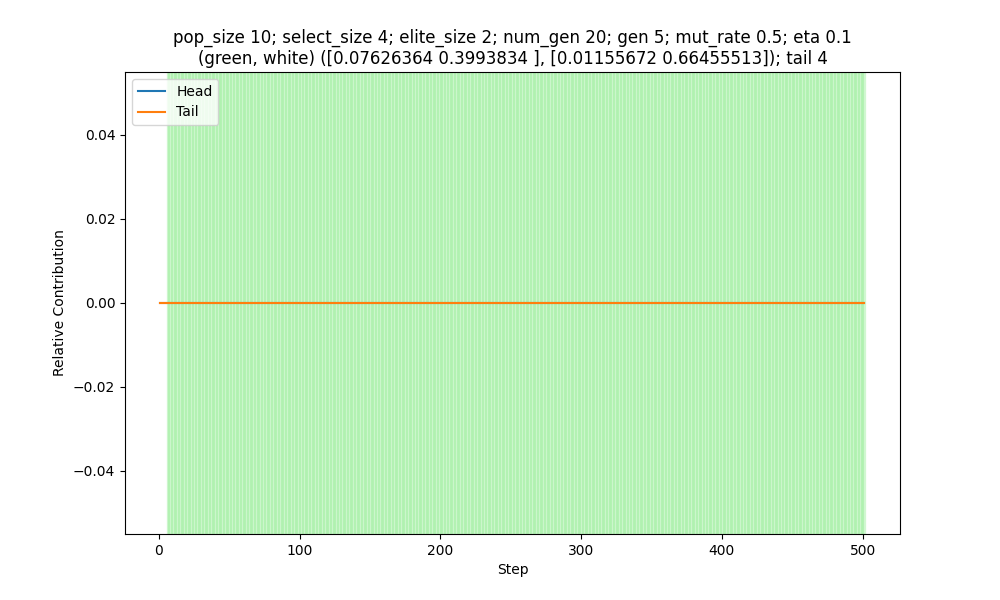 pop_size 10; select_size 4; elite_size 2; num_gen 20; gen 5; mut_rate 0.5; eta 0.1
(green, white) ([0.07626364 0.3993834 ], [0.01155672 0.66455513]); tail 4
Head
Tail
0.04
0.02
0.00
−0.02
−0.04
Relative Contribution
0 100 200 300 400 500
Step